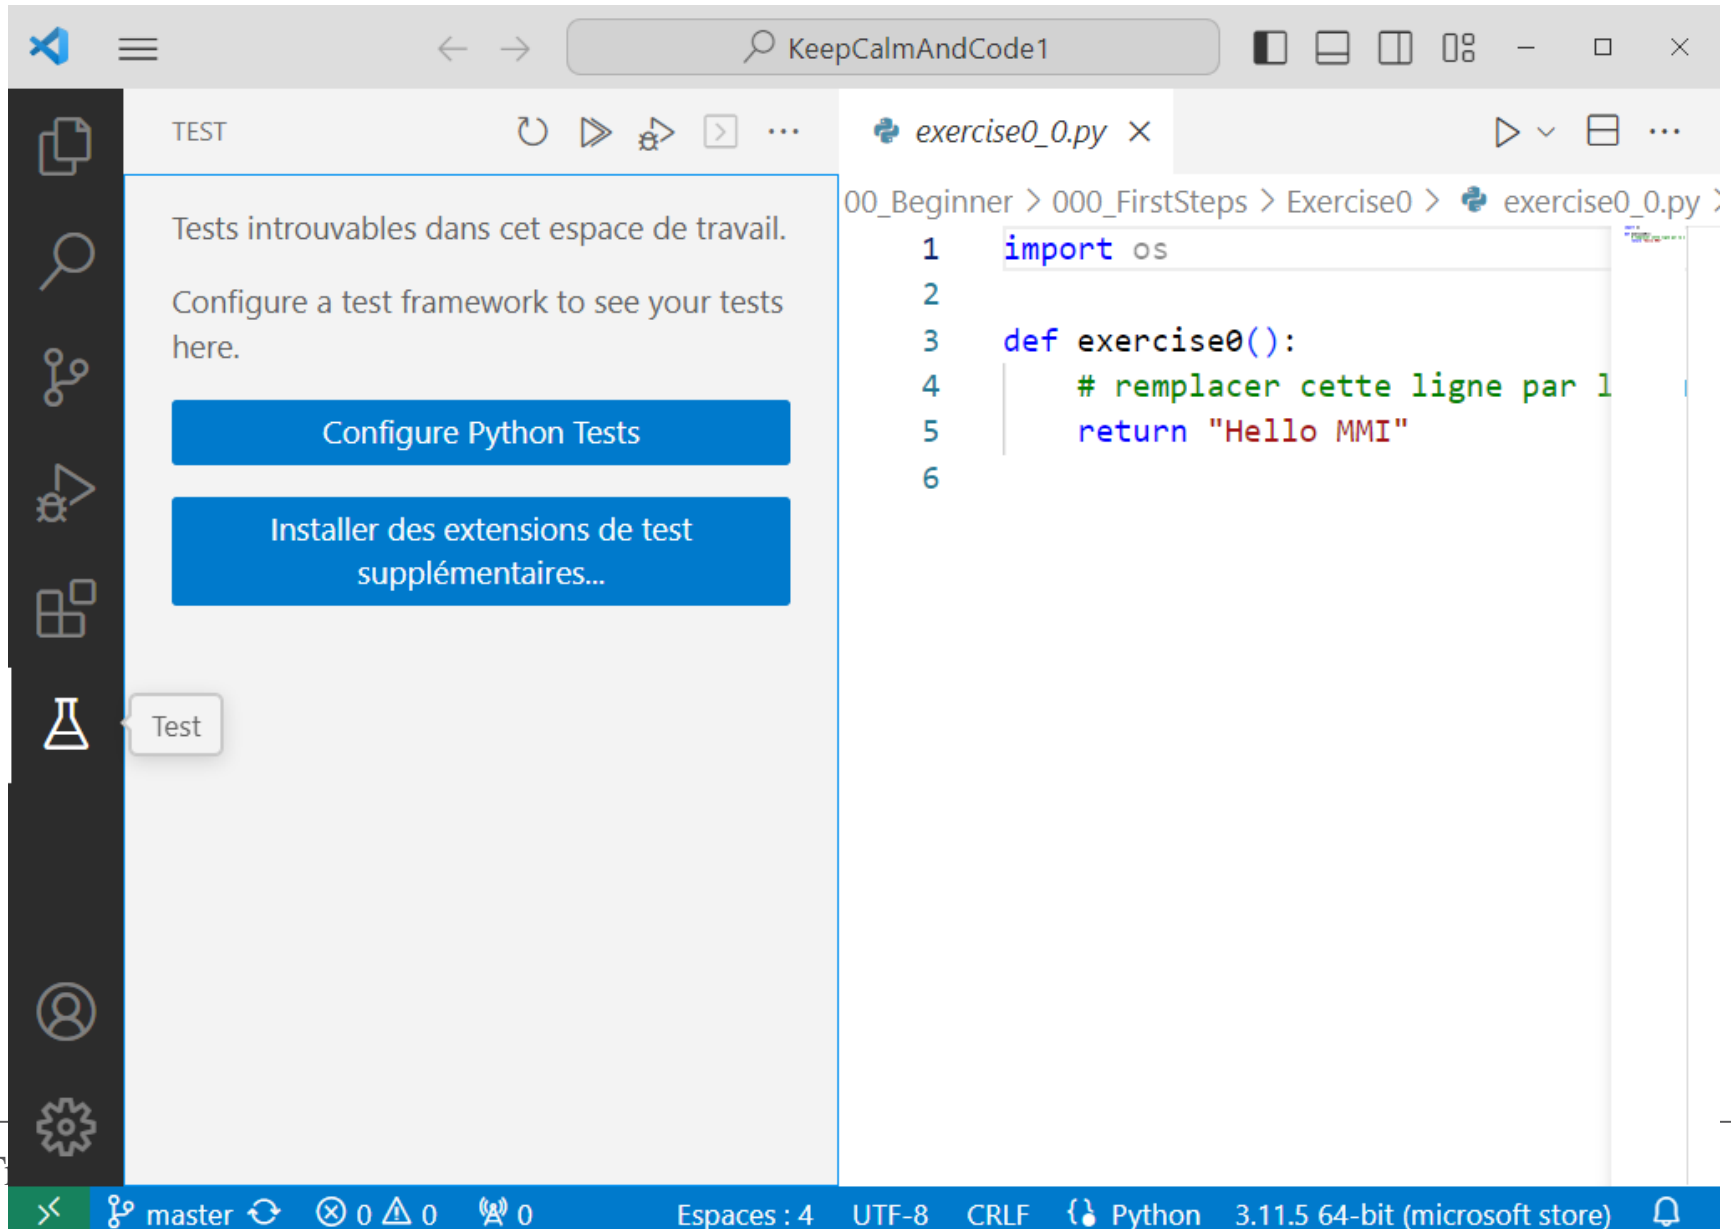 KeepCalmAndCode1
TEST
exercise0_0.py
Tests introuvables dans cet espace de travail.
Configure a test framework to see your tests
here.
Configure Python Tests
Installer des extensions de test
supplémentaires...
Test
00_Beginner > 000_FirstSteps > Exercise0 > exercise0_0.py >
1 import os
2
3 def exercise0():
4 # remplacer cette ligne par l
5 return "Hello MMI"
6
master 0 0 0 Espaces : 4 UTF-8 CRLF Python 3.11.5 64-bit (microsoft store)